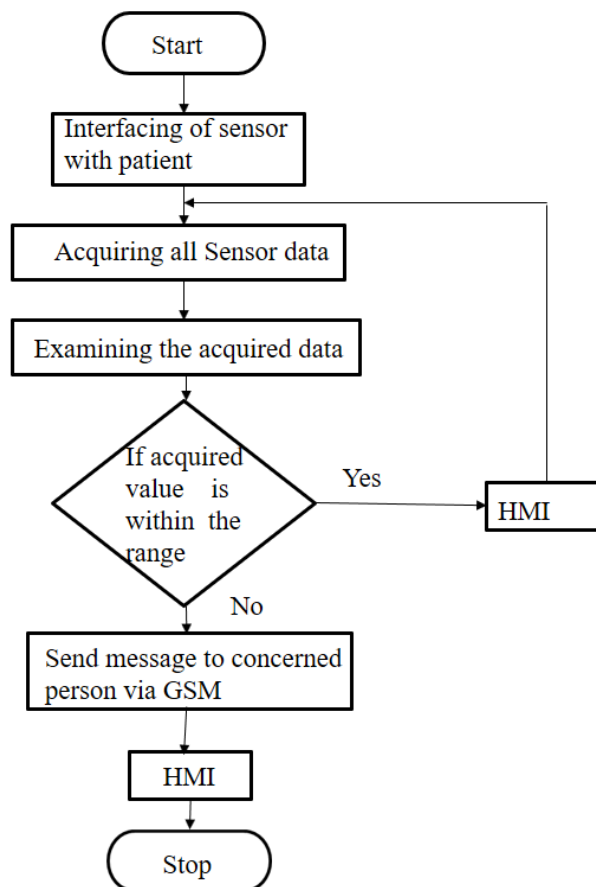 Start
Interfacing of sensor
with patient
Acquiring all Sensor data
Examining the acquired data
If acquired
value is
within the
range
Yes
HMI
No
Send message to concerned
person via GSM
HMI
Stop